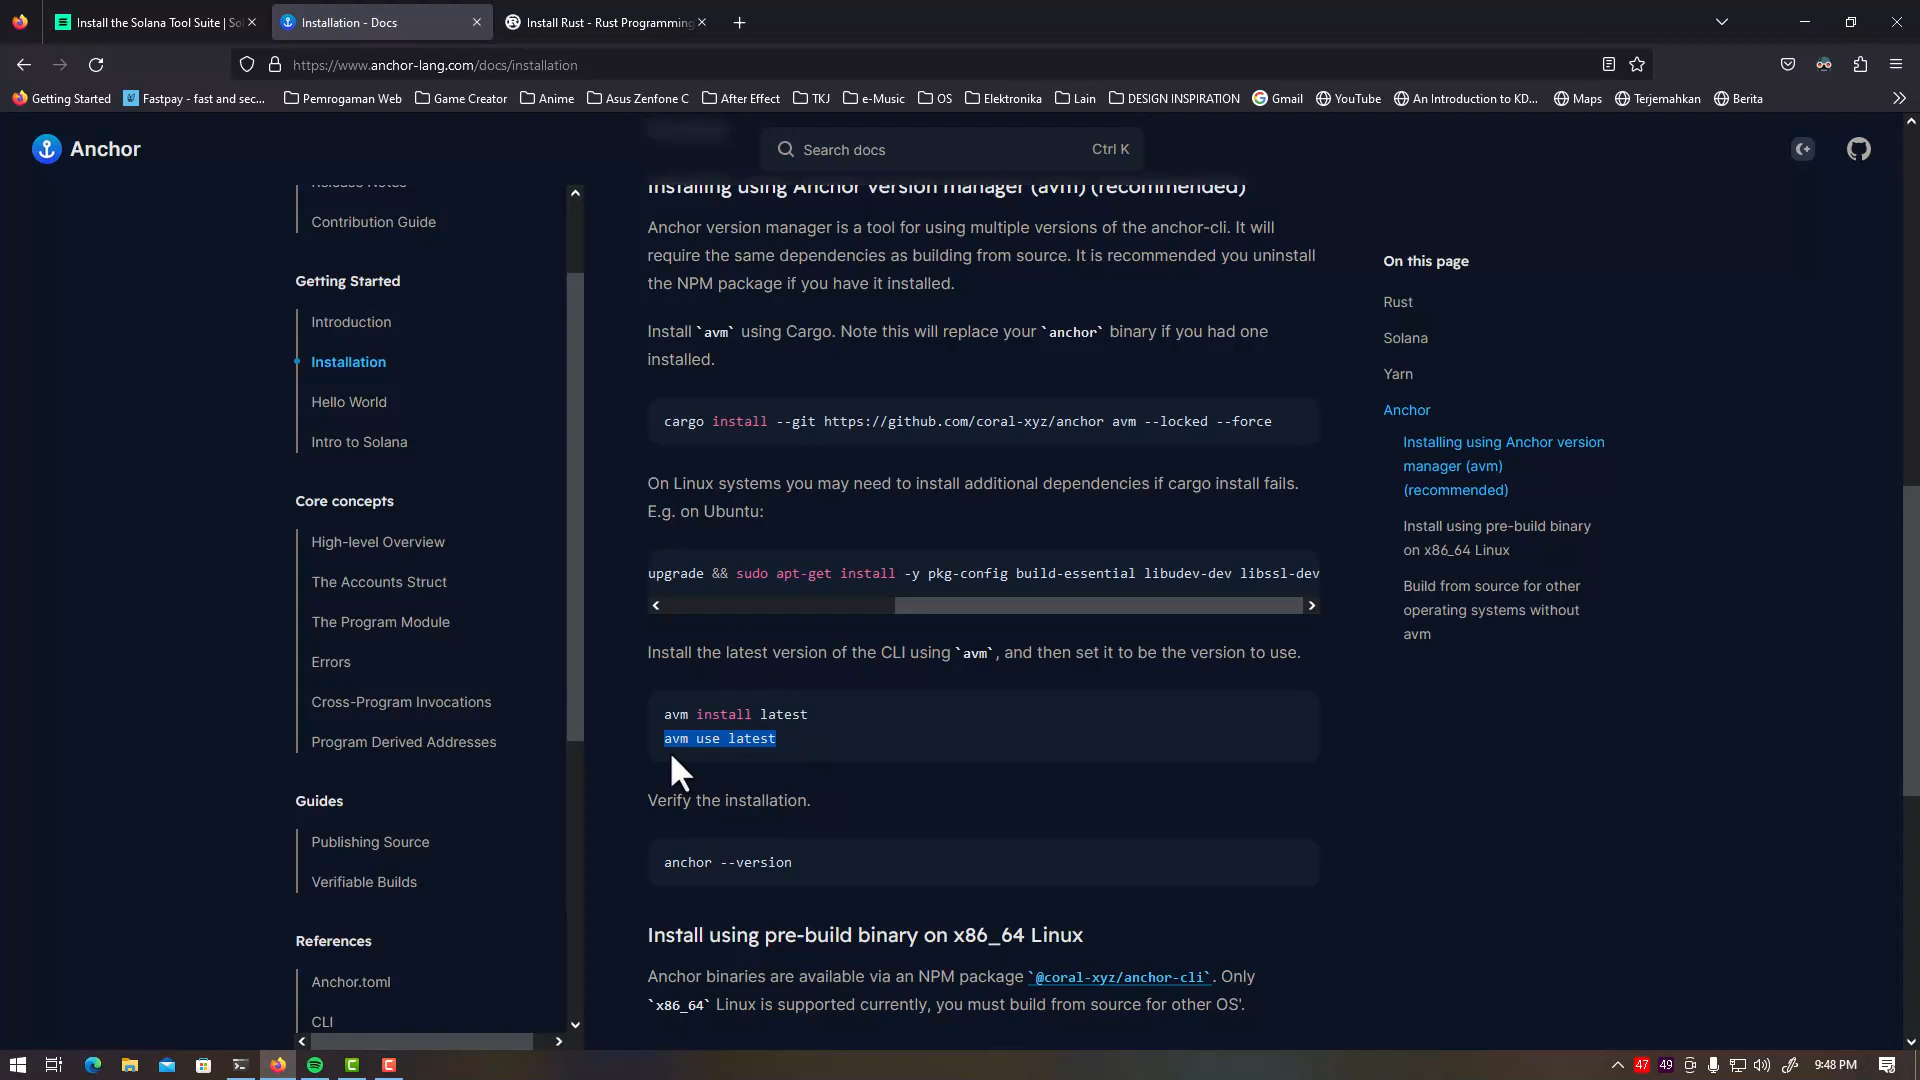 Install the Solana Tool Suite | Sol
Installation - Docs
Install Rust - Rust Programming
https://www.anchor-lang.com/docs/installation
Getting Started
Fastpay - fast and sec...
Pemrogaman Web
Game Creator
Anime
Asus Zenfone C
After Effect
TKJ
e-Music
OS
Elektronika
Lain
DESIGN INSPIRATION
Gmail
YouTube
An Introduction to KD...
Maps
Terjemahkan
Berita
Anchor
Search docs
Ctrl K
Release Notes
Contribution Guide
Getting Started
Introduction
Installation
Hello World
Intro to Solana
Core concepts
High-level Overview
The Accounts Struct
The Program Module
Errors
Cross-Program Invocations
Program Derived Addresses
Guides
Publishing Source
Verifiable Builds
References
Anchor.toml
CLI
Installing using Anchor version manager (avm) (recommended)
Anchor version manager is a tool for using multiple versions of the anchor-cli. It will
require the same dependencies as building from source. It is recommended you uninstall
the NPM package if you have it installed.
Install `avm` using Cargo. Note this will replace your `anchor` binary if you had one
installed.
cargo install --git https://github.com/coral-xyz/anchor avm --locked --force
On Linux systems you may need to install additional dependencies if cargo install fails.
E.g. on Ubuntu:
upgrade && sudo apt-get install -y pkg-config build-essential libudev-dev libssl-dev
Install the latest version of the CLI using `avm`, and then set it to be the version to use.
avm install latest
avm use latest
Verify the installation.
anchor --version
Install using pre-build binary on x86_64 Linux
Anchor binaries are available via an NPM package `@coral-xyz/anchor-cli`. Only
`x86_64` Linux is supported currently, you must build from source for other OS'.
On this page
Rust
Solana
Yarn
Anchor
Installing using Anchor version
manager (avm)
(recommended)
Install using pre-build binary
on x86_64 Linux
Build from source for other
operating systems without
avm
47
49
9:48 PM